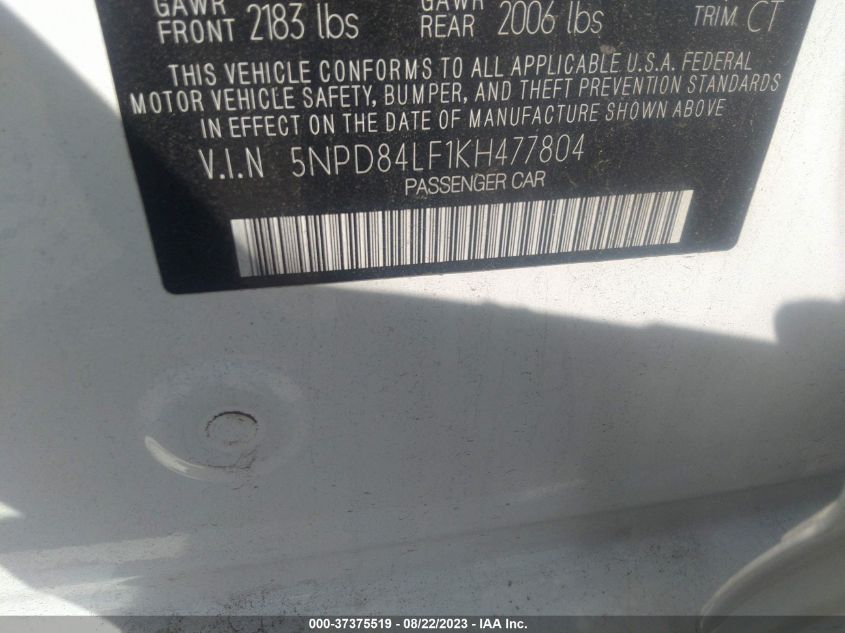 GAWR GAWR
FRONT 2183 lbs REAR 2006 lbs TRIM CT
THIS VEHICLE CONFORMS TO ALL APPLICABLE U.S.A. FEDERAL
MOTOR VEHICLE SAFETY, BUMPER, AND THEFT PREVENTION STANDARDS
IN EFFECT ON THE DATE OF MANUFACTURE SHOWN ABOVE
V.I.N 5NPD84LF1KH477804
PASSENGER CAR
000-37375519 - 08/22/2023 - IAA Inc.